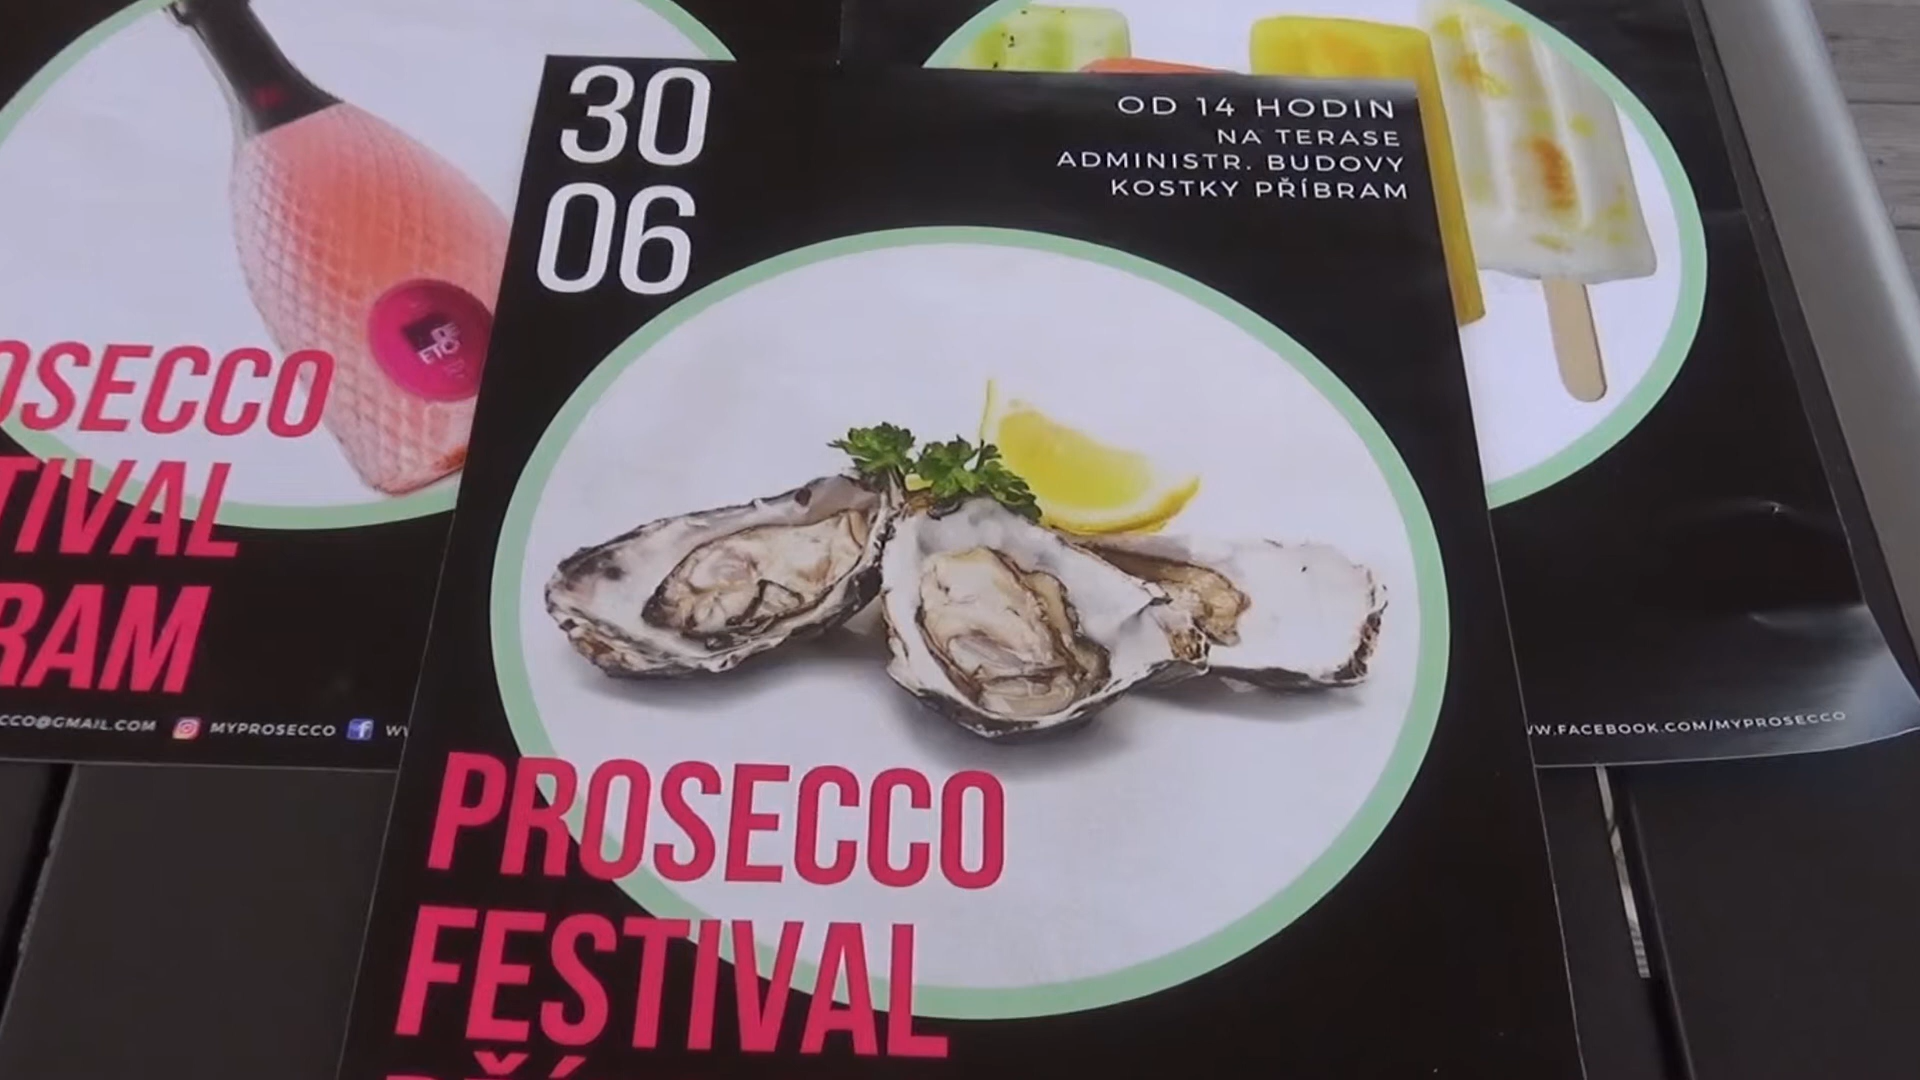 30
06
OD 14 HODIN
NA TERASE
ADMINISTR. BUDOVY
KOSTKY PŘÍBRAM
PROSECCO
FESTIVAL
OSECCO
TIVAL
RAM
CCO@GMAIL.COM MYPROSECCO
WW.FACEBOOK.COM/MYPROSECCO